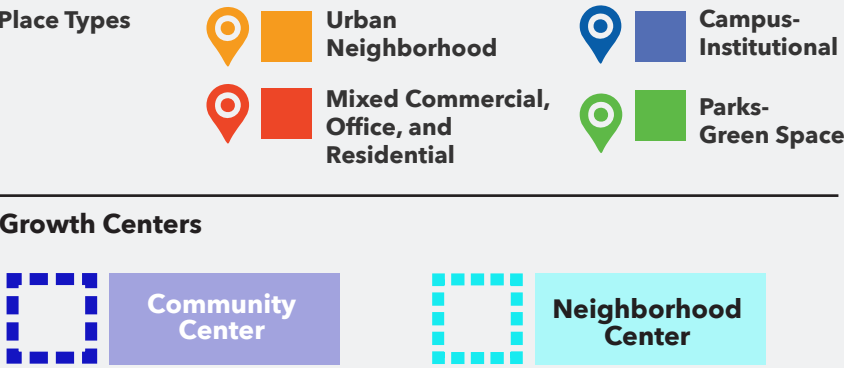 Place Types
Urban
Neighborhood
Mixed Commercial,
Office, and
Residential
Campus-
Institutional
Parks-
Green Space
Growth Centers
Community
Center
Neighborhood
Center